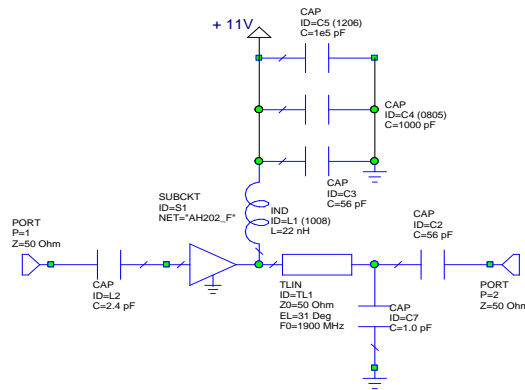 CAP
ID=C5 (1206)
C=1e5 pF
+ 11V
CAP
ID=C4 (0805)
C=1000 pF
CAP
ID=C3
C=56 pF
SUBCKT
ID=S1
NET="AH202_F"
IND
ID=L1 (1008)
L=22 nH
PORT
P=1
Z=50 Ohm
CAP
ID=C2
C=56 pF
CAP
ID=L2
C=2.4 pF
TLIN
ID=TL1
Z0=50 Ohm
EL=31 Deg
F0=1900 MHz
CAP
ID=C7
C=1.0 pF
PORT
P=2
Z=50 Ohm